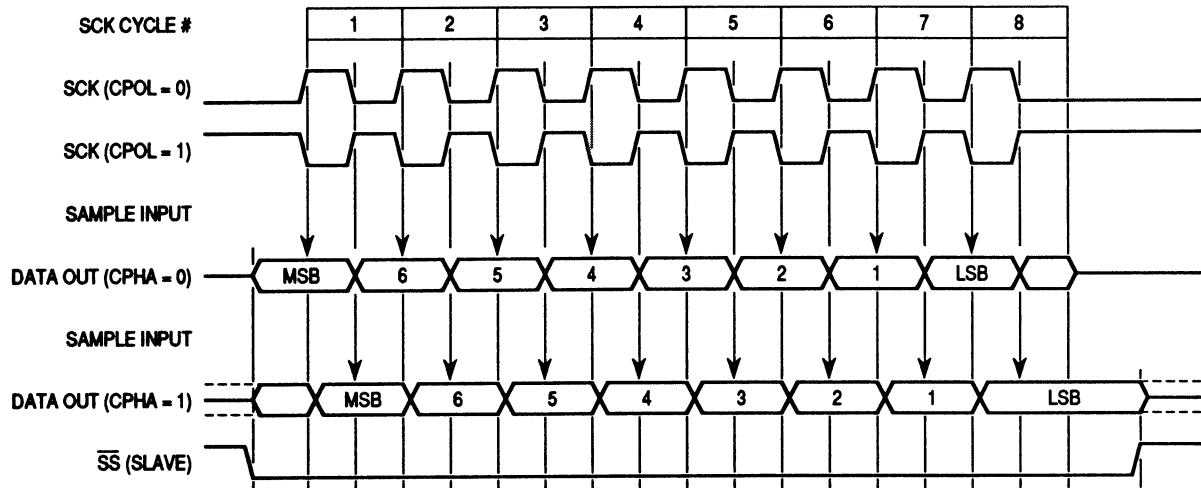 SCK CYCLE # 1 2 3 4 5 6 7 8
SCK (CPOL = 0)
SCK (CPOL = 1)
SAMPLE INPUT
DATA OUT (CPHA = 0) MSB 6 5 4 3 2 1 LSB
SAMPLE INPUT
DATA OUT (CPHA = 1) MSB 6 5 4 3 2 1 LSB
S̅S̅ (SLAVE)